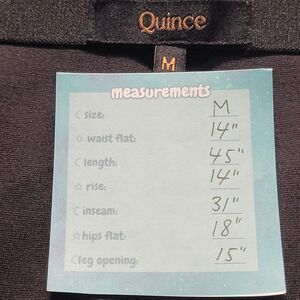 Quince
M
measurements
☾ size: M
☆ waist flat: 14"
☾ length: 45"
☆ rise: 14"
☾ inseam: 31"
☆ hips flat: 18"
☾ leg opening: 15"